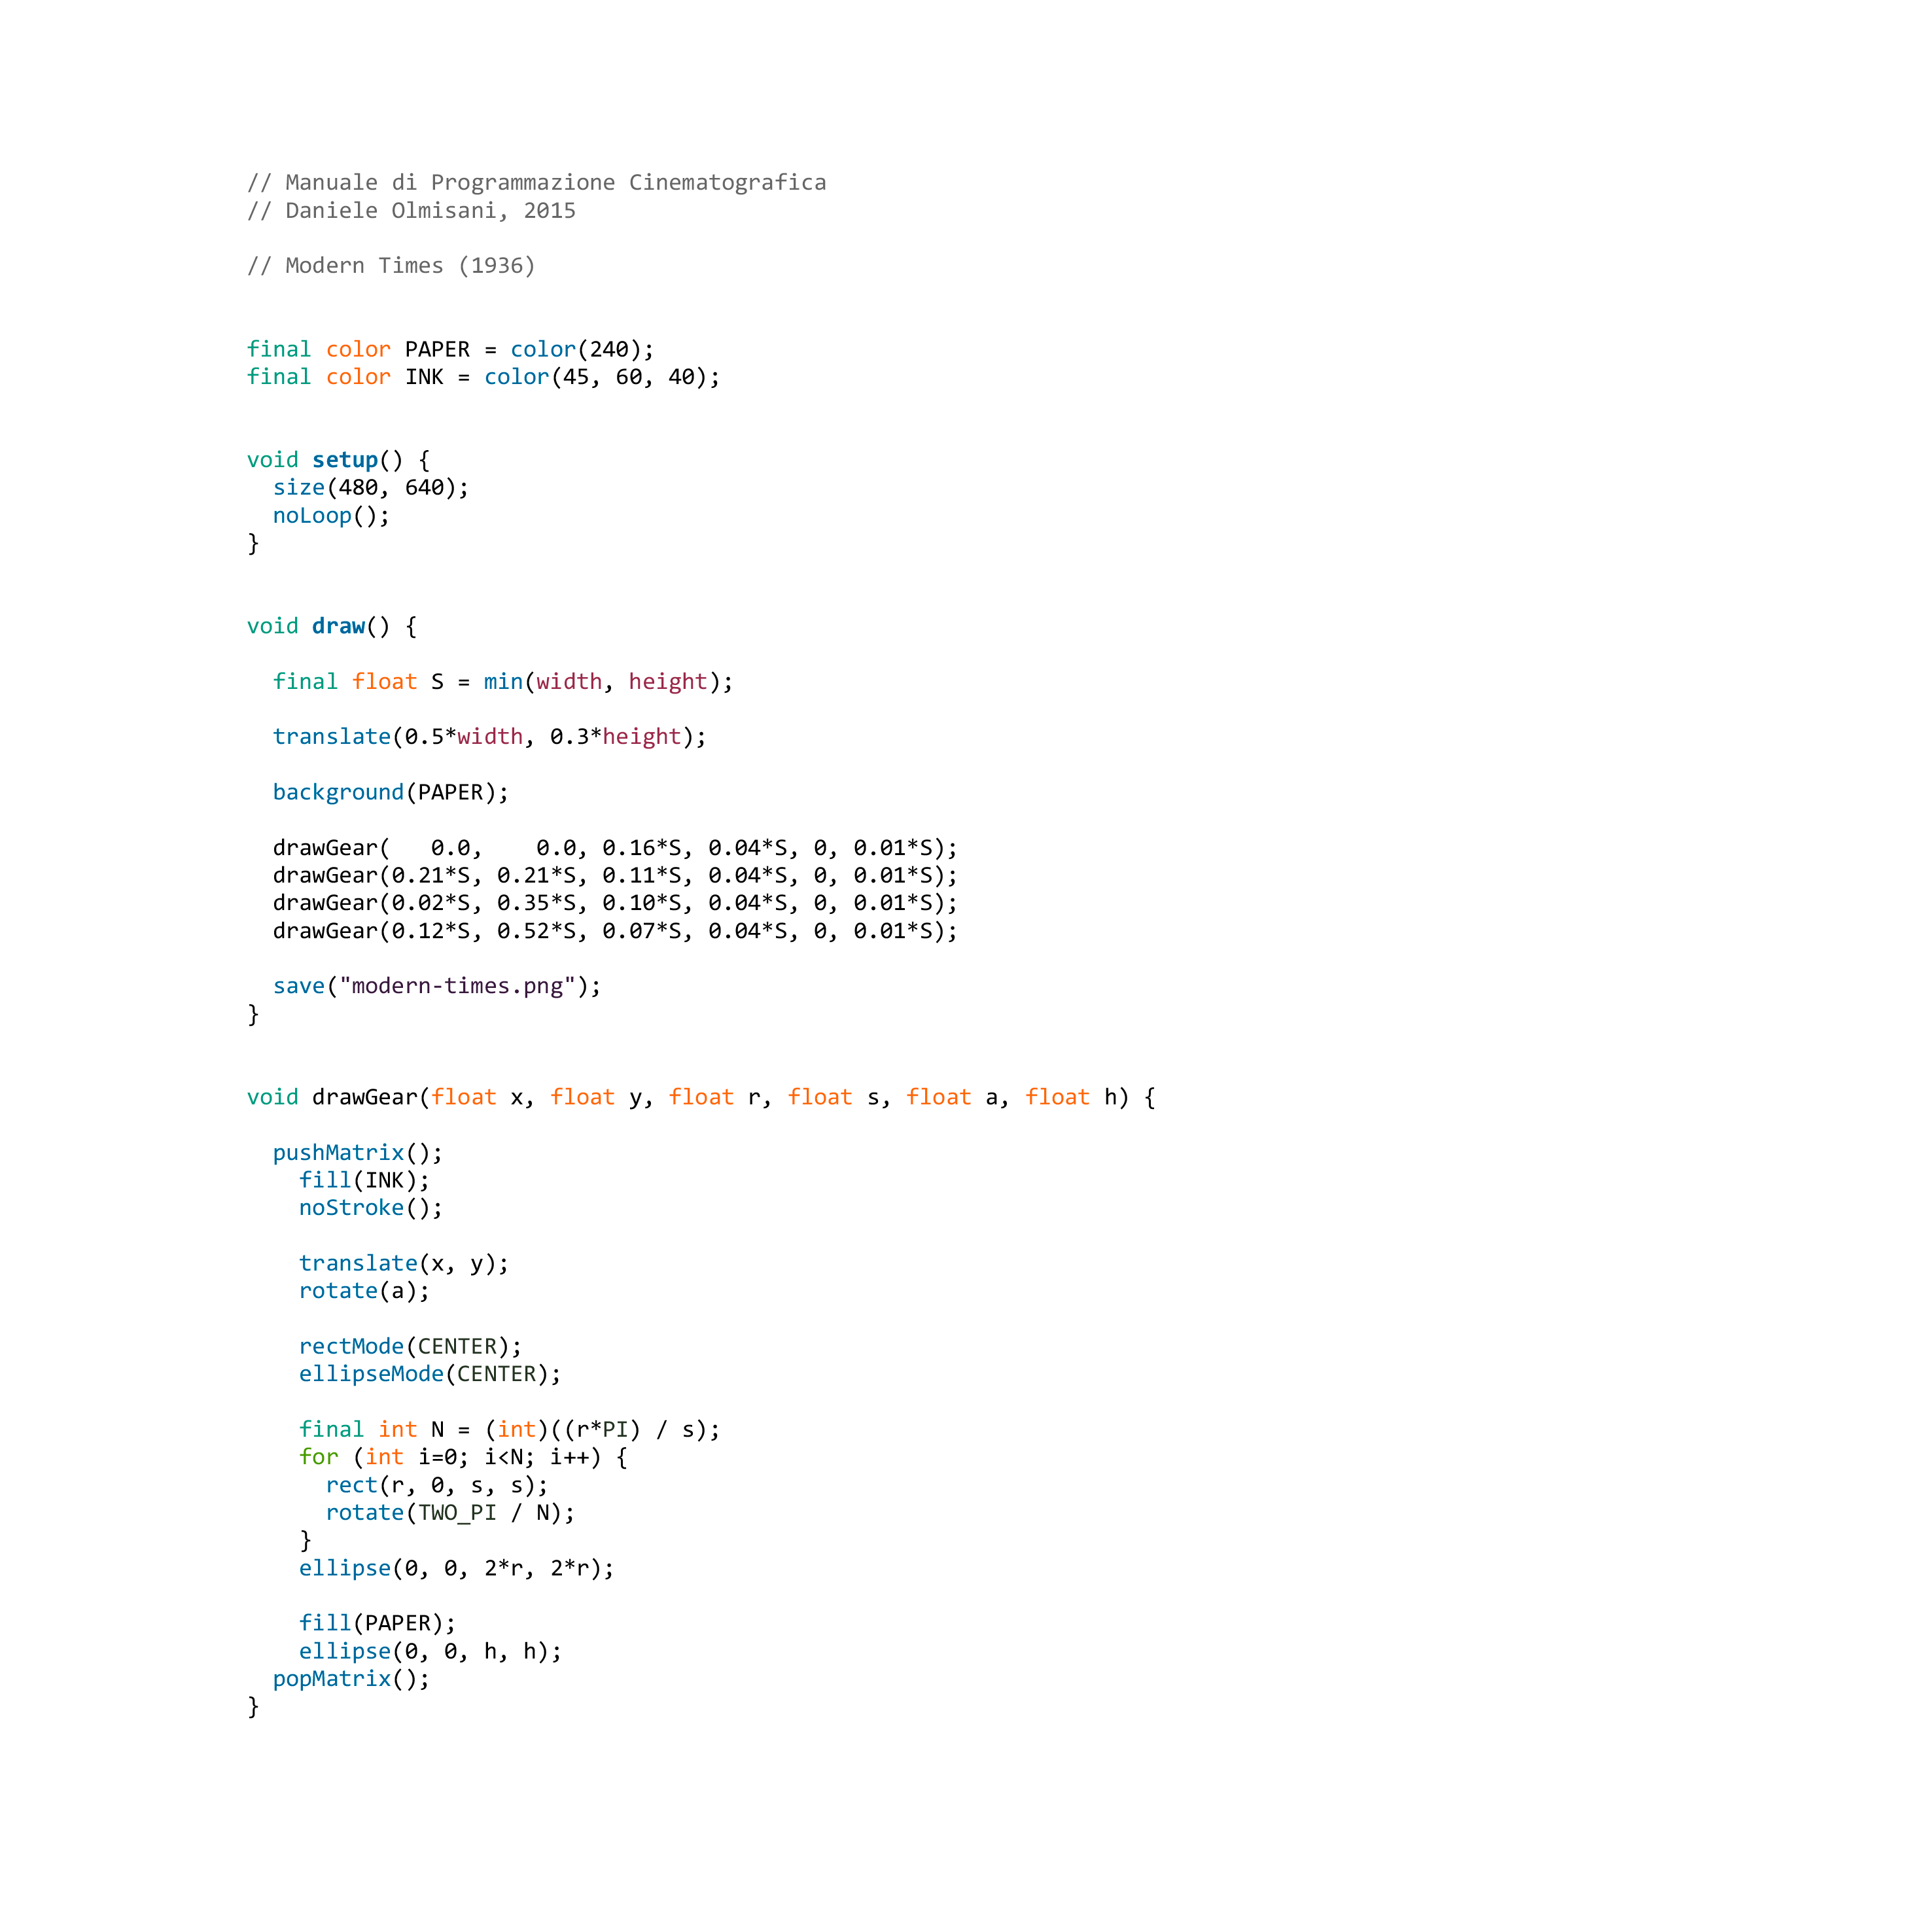 // Manuale di Programmazione Cinematografica
// Daniele Olmisani, 2015

// Modern Times (1936)


final color PAPER = color(240);
final color INK = color(45, 60, 40);


void setup() {
  size(480, 640);
  noLoop();
}


void draw() {

  final float S = min(width, height);

  translate(0.5*width, 0.3*height);

  background(PAPER);

  drawGear(   0.0,    0.0, 0.16*S, 0.04*S, 0, 0.01*S);
  drawGear(0.21*S, 0.21*S, 0.11*S, 0.04*S, 0, 0.01*S);
  drawGear(0.02*S, 0.35*S, 0.10*S, 0.04*S, 0, 0.01*S);
  drawGear(0.12*S, 0.52*S, 0.07*S, 0.04*S, 0, 0.01*S);

  save("modern-times.png");
}


void drawGear(float x, float y, float r, float s, float a, float h) {

  pushMatrix();
    fill(INK);
    noStroke();

    translate(x, y);
    rotate(a);

    rectMode(CENTER);
    ellipseMode(CENTER);

    final int N = (int)((r*PI) / s);
    for (int i=0; i<N; i++) {
      rect(r, 0, s, s);
      rotate(TWO_PI / N);
    }
    ellipse(0, 0, 2*r, 2*r);

    fill(PAPER);
    ellipse(0, 0, h, h);
  popMatrix();
}